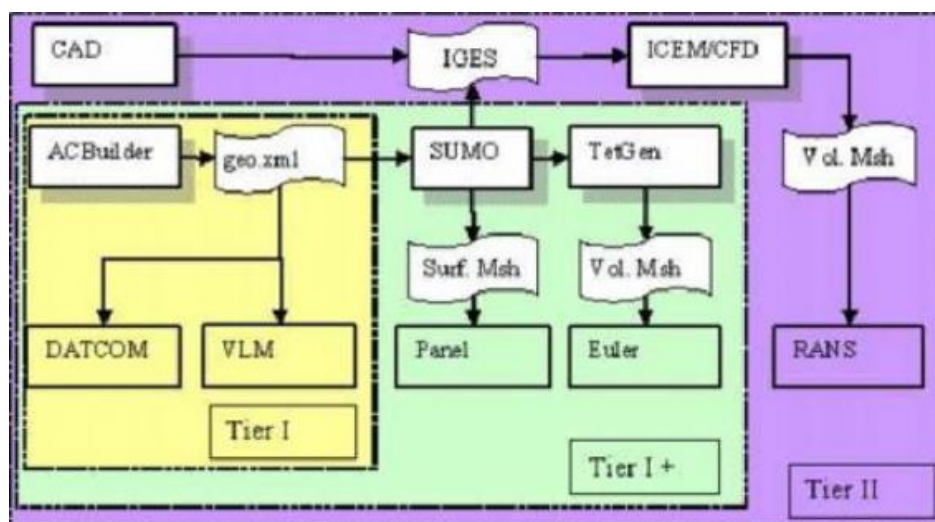 CAD
IGES
ICEM/CFD
ACBuilder
geo.xml
SUMO
TetGen
Vol. Msh
Surf. Msh
Vol. Msh
DATCOM
VLM
Panel
Euler
RANS
Tier I
Tier I +
Tier II